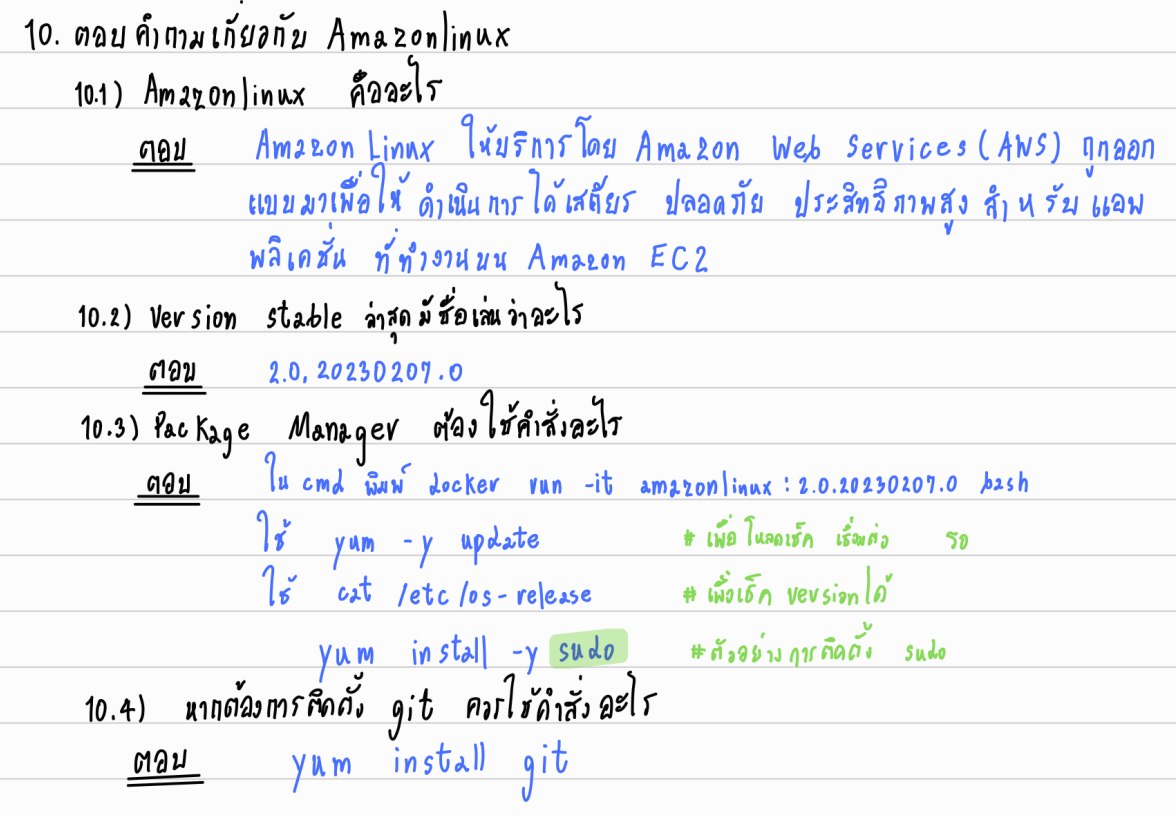 10. ตอบคำถามเกี่ยวกับ Amazonlinux
10.1) Amazonlinux คืออะไร
ตอบ Amazon Linux ให้บริการโดย Amazon Web Services (AWS) ถูกออก
แบบมาเพื่อให้ ดำเนินการได้เสถียร ปลอดภัย ประสิทธิภาพสูง สำหรับแอพ
พลิเคชั่น ที่ทำงานบน Amazon EC2
10.2) Version stable ล่าสุดมีชื่อเล่นว่าอะไร
ตอบ 2.0.20230207.0
10.3) Package Manager ต้องใช้คำสั่งอะไร
ตอบ ใน cmd พิมพ์ docker run -it amazonlinux:2.0.20230207.0 bash
ใช้ yum -y update # เพื่อ โหลดเช็ค เชื่อมต่อ รอ
ใช้ cat /etc/os-release # เพื่อเช็ค version ได้
yum install -y sudo # ตัวอย่างการติดตั้ง sudo
10.4) หากต้องการติดตั้ง git ควรใช้คำสั่งอะไร
ตอบ yum install git